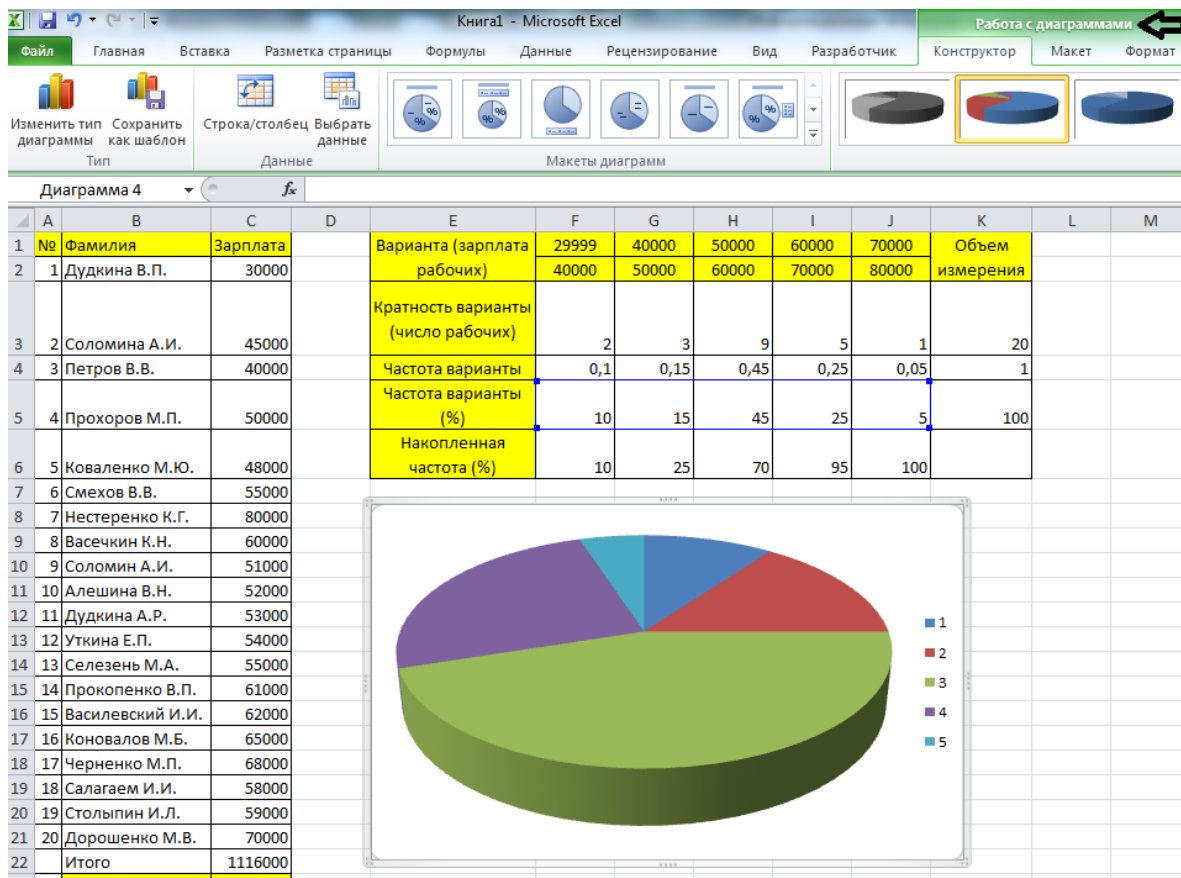 Книга1 - Microsoft Excel
Работа с диаграммами
Файл Главная Вставка Разметка страницы Формулы Данные Рецензирование Вид Разработчик Конструктор Макет Формат
Изменить тип диаграммы Сохранить как шаблон Строка/столбец Выбрать данные
Тип Данные Макеты диаграмм
Диаграмма 4 fx
A B C D E F G H I J K L M
1 № Фамилия Зарплата Варианта (зарплата 29999 40000 50000 60000 70000 Объем
2 1 Дудкина В.П. 30000 рабочих) 40000 50000 60000 70000 80000 измерения
Кратность варианты
(число рабочих)
3 2 Соломина А.И. 45000 2 3 9 5 1 20
4 3 Петров В.В. 40000 Частота варианты 0,1 0,15 0,45 0,25 0,05 1
Частота варианты
5 4 Прохоров М.П. 50000 (%) 10 15 45 25 5 100
Накопленная
6 5 Коваленко М.Ю. 48000 частота (%) 10 25 70 95 100
7 6 Смехов В.В. 55000
8 7 Нестеренко К.Г. 80000
9 8 Васечкин К.Н. 60000
10 9 Соломин А.И. 51000
11 10 Алешина В.Н. 52000
12 11 Дудкина А.Р. 53000
13 12 Уткина Е.П. 54000
14 13 Селезень М.А. 55000
15 14 Прокопенко В.П. 61000
16 15 Василевский И.И. 62000
17 16 Коновалов М.Б. 65000
18 17 Черненко М.П. 68000
19 18 Салагаем И.И. 58000
20 19 Столыпин И.Л. 59000
21 20 Дорошенко М.В. 70000
22 Итого 1116000
1
2
3
4
5